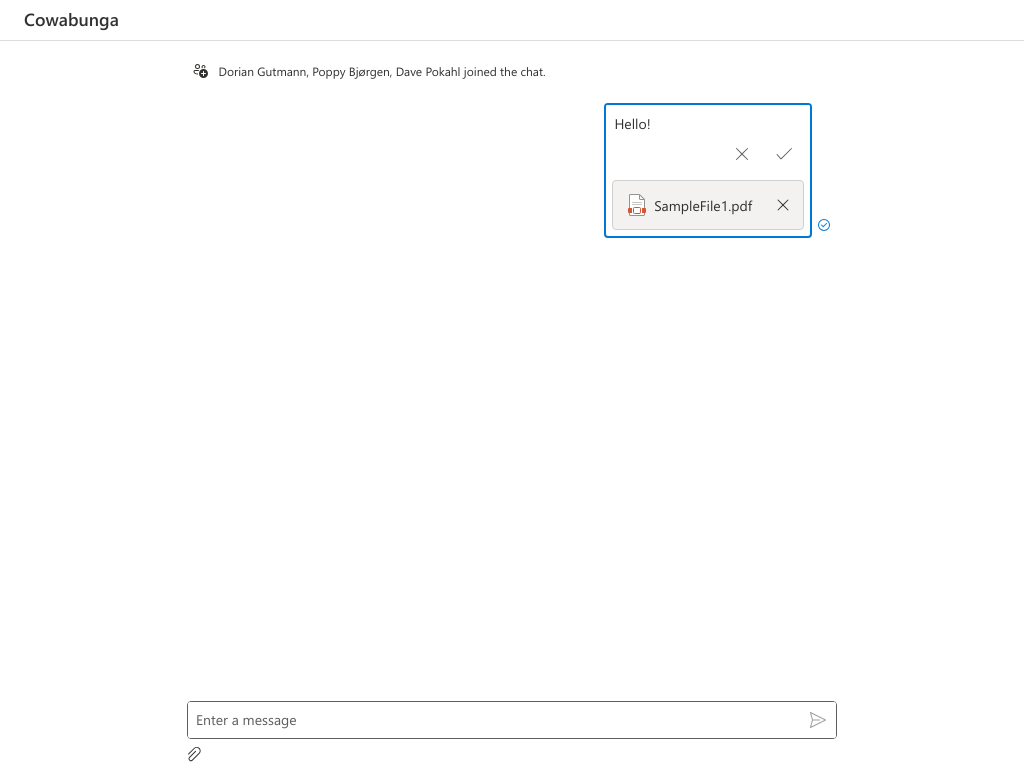 Cowabunga
Dorian Gutmann, Poppy Bjørgen, Dave Pokahl joined the chat.
Hello!
SampleFile1.pdf
Enter a message